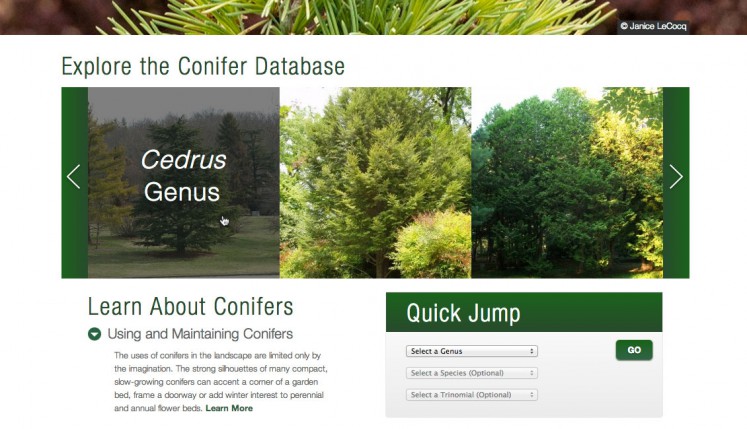 © Janice LeCocq
Explore the Conifer Database
Cedrus
Genus
Learn About Conifers
Using and Maintaining Conifers
The uses of conifers in the landscape are limited only by
the imagination. The strong silhouettes of many compact,
slow-growing conifers can accent a corner of a garden
bed, frame a doorway or add winter interest to perennial
and annual flower beds. Learn More
Quick Jump
Select a Genus
GO
Select a Species (Optional)
Select a Trinomial (Optional)